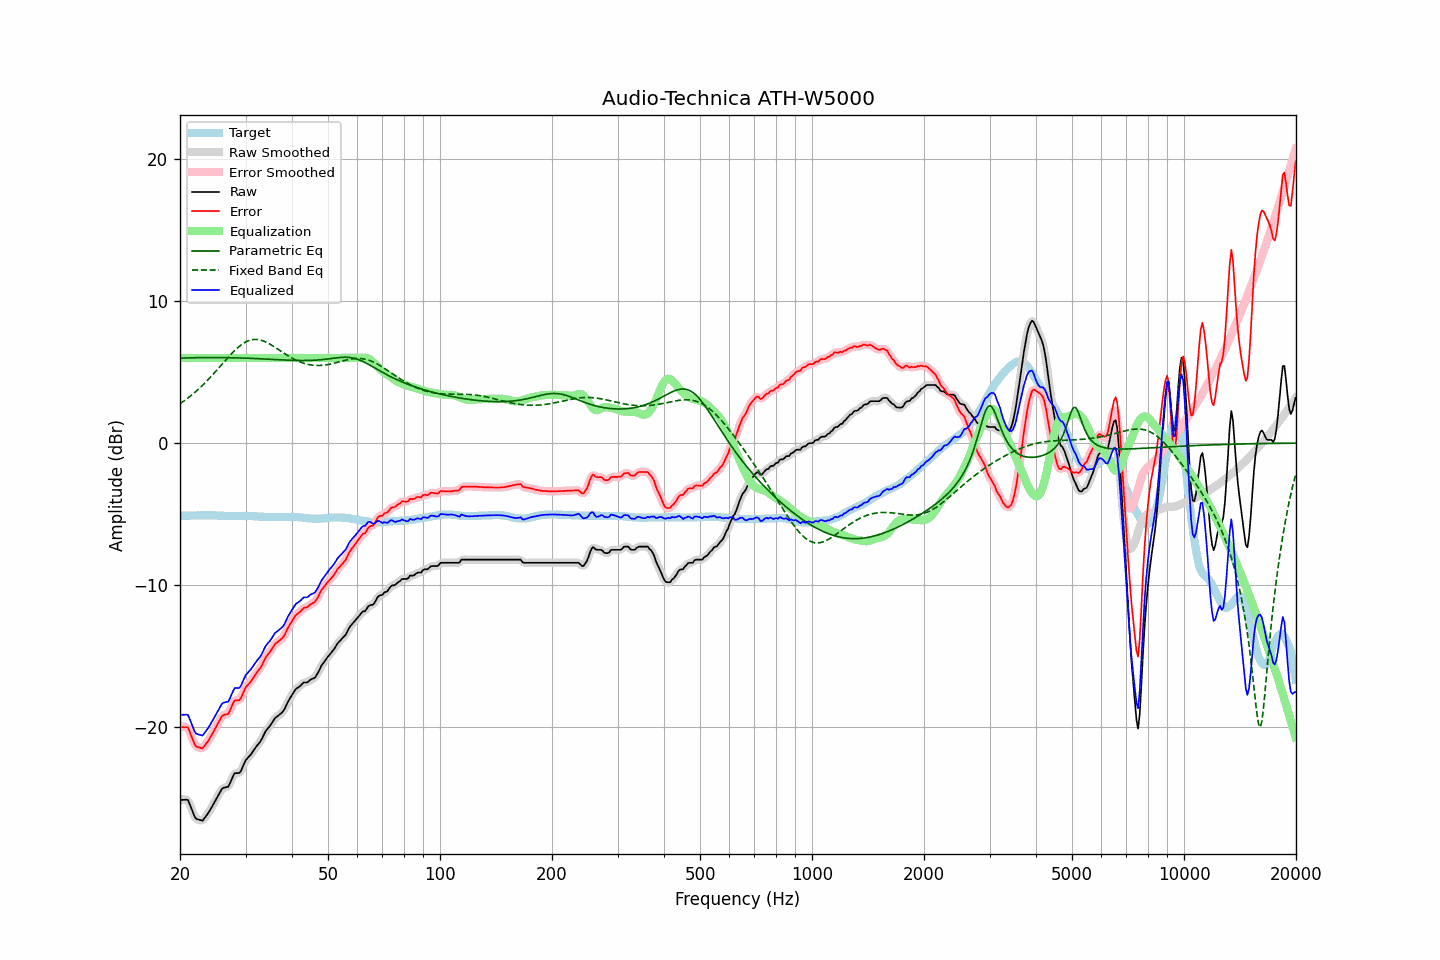 Audio-Technica ATH-W5000
Target
Raw Smoothed
Error Smoothed
Raw
Error
Equalization
Parametric Eq
Fixed Band Eq
Equalized
Amplitude (dBr)
20
10
0
−10
−20
20 50 100 200 500 1000 2000 5000 10000 20000
Frequency (Hz)